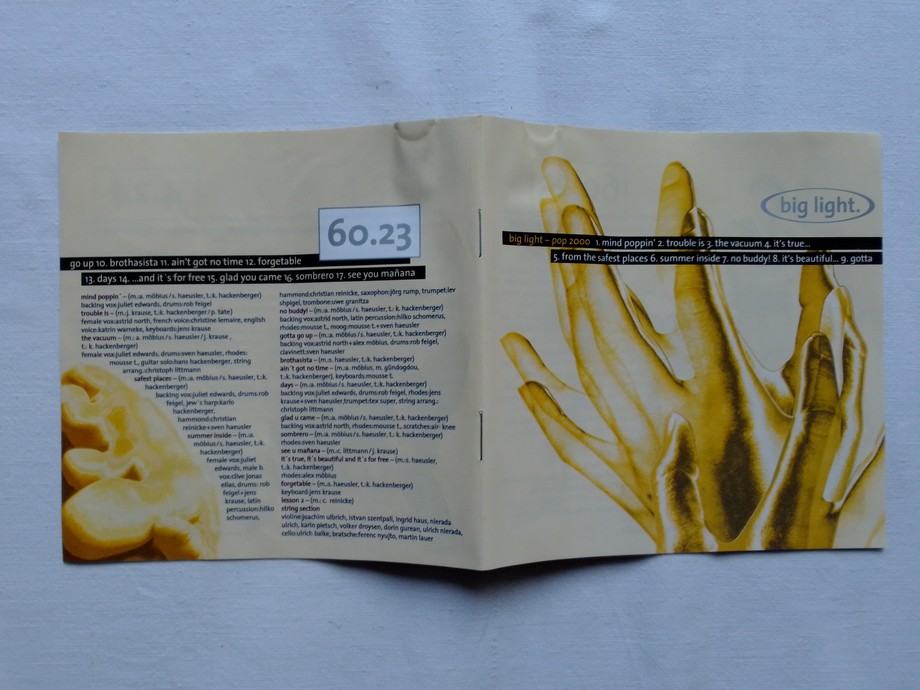 60.23
go up 10. brothasista 11. ain't got no time 12. forgetable
13. days 14. ...and it´s for free 15. glad you came 16. sombrero 17. see you mañana
mind poppin´ – (m.:a. möbius/s. haeusler, t.:k. hackenberger)
backing vox:juliet edwards, drums:rob feigel
trouble is – (m.:j. krause, t.:k. hackenberger / p. tate)
female vox:astrid north, french voice:christine lemaire, english
voice:katrin warneke, keyboards:jens krause
the vacuum – (m.: a. möbius/s. haeusler/ j. krause ,
t.: k. hackenberger)
female vox:juliet edwards, drums:sven haeusler, rhodes:
mousse t., guitar solo:hans hackenberger, string
arrang.:christoph littmann
safest places – (m.:a. möbius/s. haeusler, t.:k.
hackenberger)
backing vox:juliet edwards, drums:rob
feigel, jew´s harp:karlo
hackenberger,
hammond:christian
reinicke+sven haeusler
summer inside – (m.:a.
möbius/s. haeusler, t.:k.
hackenberger)
female vox:juliet
edwards, male b.
vox:clive jonas
elias, drums: rob
feigel+jens
krause, latin
percussion:hilko
schomerus,
hammond:christian reinicke, saxophon:jörg rump, trumpet:lev
shpigel, trombone:uwe granitza
no buddy! – (m.:a. möbius/s. haeusler, t.:k. hackenberger)
backing vox:astrid north, latin percussion:hilko schomerus,
rhodes:mousse t., moog:mousse t.+sven haeusler
gotta go up – (m.:a. möbius/s. haeusler, t.:k. hackenberger)
backing vox:astrid north+alex möbius, drums:rob feigel,
clavinett:sven haeusler
brothasista – (m.:s. haeusler, t.:k. hackenberger)
ain´t got no time – (m.:a. möbius, m. gündogdou,
t.:k. hackenberger), keyboards:mousse t.
days – (m.:a. möbius/s. haeusler, t.:k. hackenberger)
backing vox:juliet edwards, drums:rob feigel, rhodes:jens
krause+sven haeusler,trumpet:tex super, string arrang.:
christoph littmann
glad u came – (m.:a. möbius/s. haeusler, t.:k. hackenberger)
backing vox:astrid north, rhodes:mousse t., scratches:air- knee
sombrero – (m.:s. haeusler, t.:k. hackenberger)
rhodes:sven haeusler
see u mañana – (m.:c. littmann/j. krause)
it´s true, it´s beautiful and it´s for free – (m.:s. haeusler,
t.:k. hackenberger)
rhodes:alex möbius
forgetable – (m.:s. haeusler, t.:k. hackenberger)
keyboard:jens krause
lesson 2 – (m.: c. reinicke)
string section
violine:joachim ulbrich, istvan szentpali, ingrid haus, nierada
ulrich, karin pietsch, volker droysen, dorin gurean, ulrich nierada,
cello:ulrich balke, bratsche:ferenc nyujto, martin lauer
big light.
big light – pop 2000 1. mind poppin' 2. trouble is 3. the vacuum 4. it's true...
5. from the safest places 6. summer inside 7. no buddy! 8. it's beautiful... 9. gotta